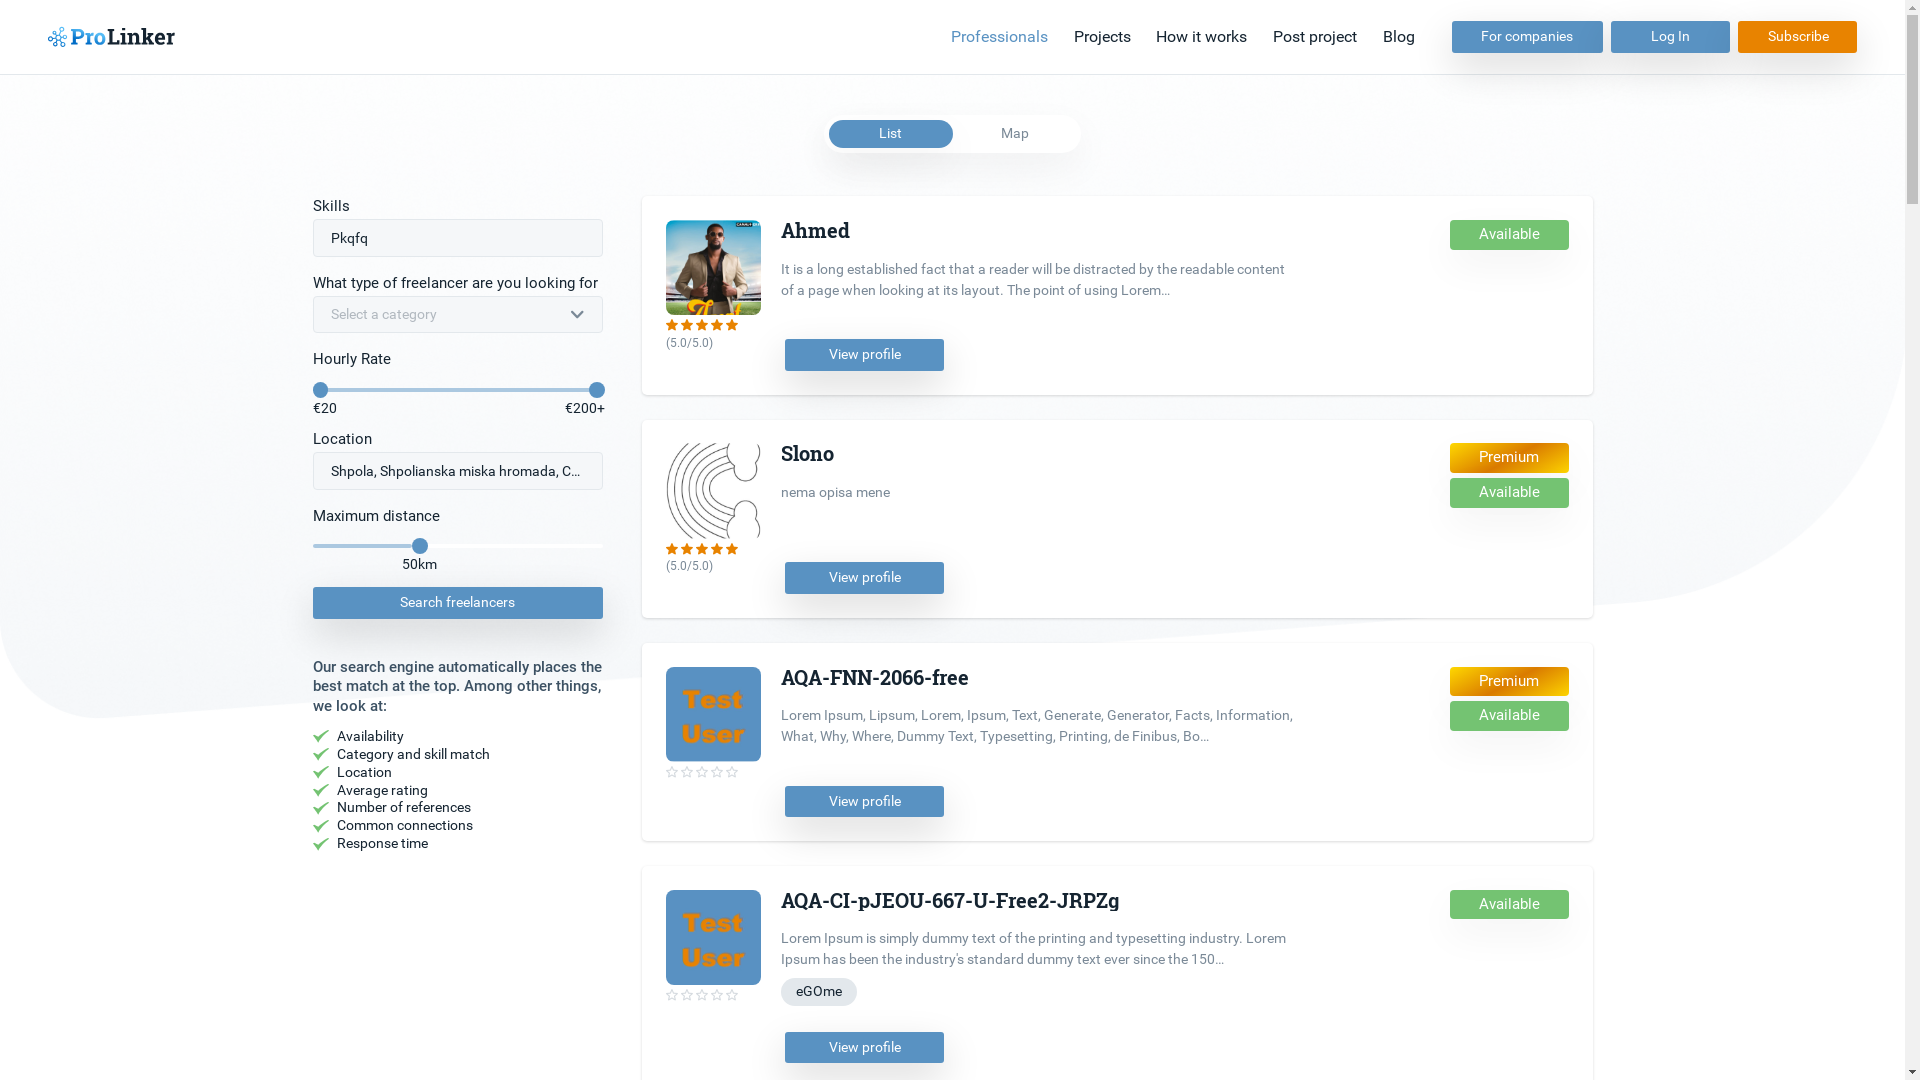 ProLinker
Professionals
Projects
How it works
Post project
Blog
For companies
Log In
Subscribe
List
Map
Skills
Pkqfq
What type of freelancer are you looking for
Select a category
Hourly Rate
€20
€200+
Location
Shpola, Shpolianska miska hromada, C...
Maximum distance
50km
Search freelancers
Our search engine automatically places the
best match at the top. Among other things,
we look at:
Availability
Category and skill match
Location
Average rating
Number of references
Common connections
Response time
Ahmed
It is a long established fact that a reader will be distracted by the readable content
of a page when looking at its layout. The point of using Lorem...
(5.0/5.0)
View profile
Available
Slono
nema opisa mene
(5.0/5.0)
View profile
Premium
Available
Test
User
AQA-FNN-2066-free
Lorem Ipsum, Lipsum, Lorem, Ipsum, Text, Generate, Generator, Facts, Information,
What, Why, Where, Dummy Text, Typesetting, Printing, de Finibus, Bo...
View profile
Premium
Available
Test
User
AQA-CI-pJEOU-667-U-Free2-JRPZg
Lorem Ipsum is simply dummy text of the printing and typesetting industry. Lorem
Ipsum has been the industry's standard dummy text ever since the 150...
eGOme
View profile
Available